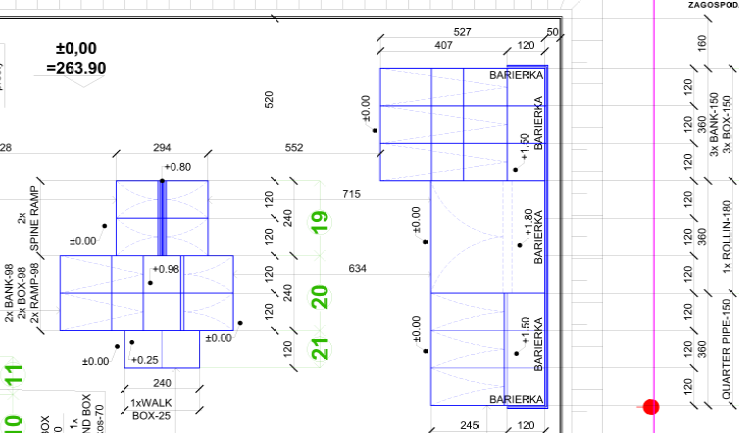 ZAGOSPOD
±0,00
=263.90
527
50
407
120
160
BARIERKA
BARIERKA
±0.00
+1.50
120
120
120
360
3x BANK-150
3x BOX-150
520
28
294
552
+0.80
2x
SPINE RAMP
±0.00
120
120
240
19
715
±0.00
+1.80
BARIERKA
360
1x ROLLIN-180
2x BANK-98
2x BOX-98
2x RAMP-98
+0.98
120
120
240
20
634
±0.00
±0.00
+0.25
±0.00
120
21
±0.00
+1.50
BARIERKA
BARIERKA
120
120
120
360
QUARTER PIPE-150
240
1xWALK
BOX-25
245
120
11
10
BOX
1x
ND BOX